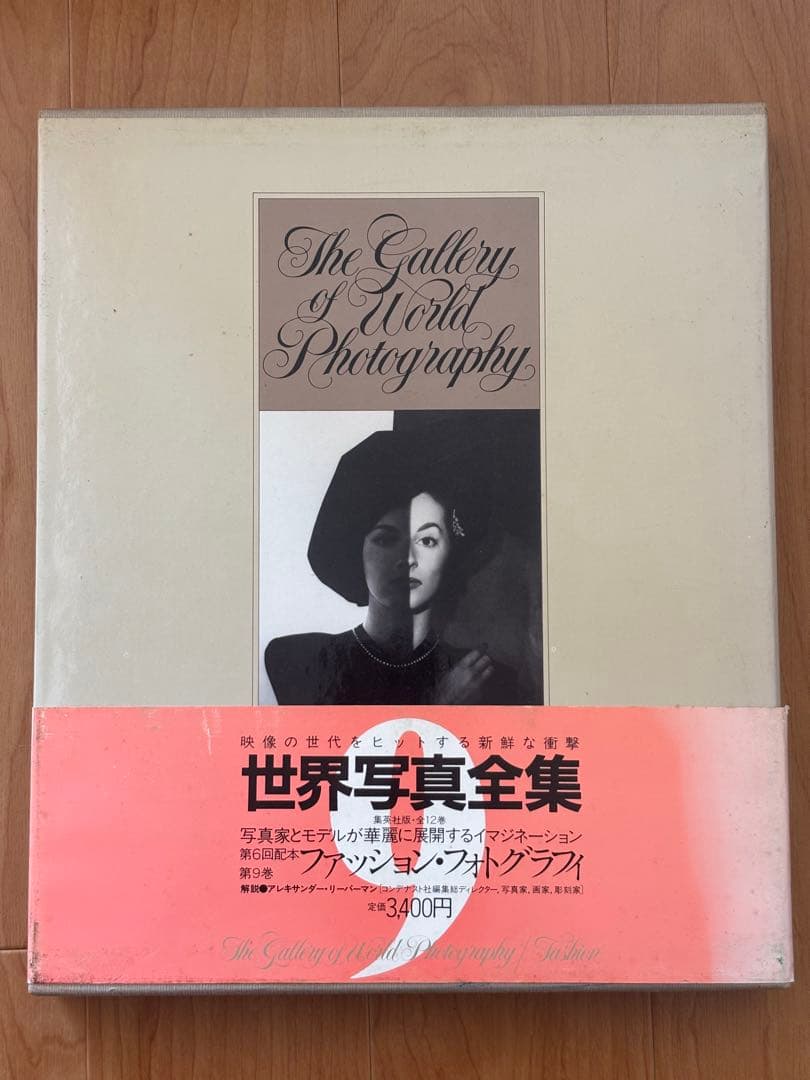 The Gallery
of World
Photography
9
映像の世代をヒットする新鮮な衝撃
世界写真全集
集英社版・全12巻
写真家とモデルが華麗に展開するイマジネーション
第6回配本
第9巻
ファッション・フォトグラフィ
解説●アレキサンダー・リーバーマン[コンデナスト社編集総ディレクター,写真家,画家,彫刻家]
定価3,400円
The Gallery of World Photography / Fashion